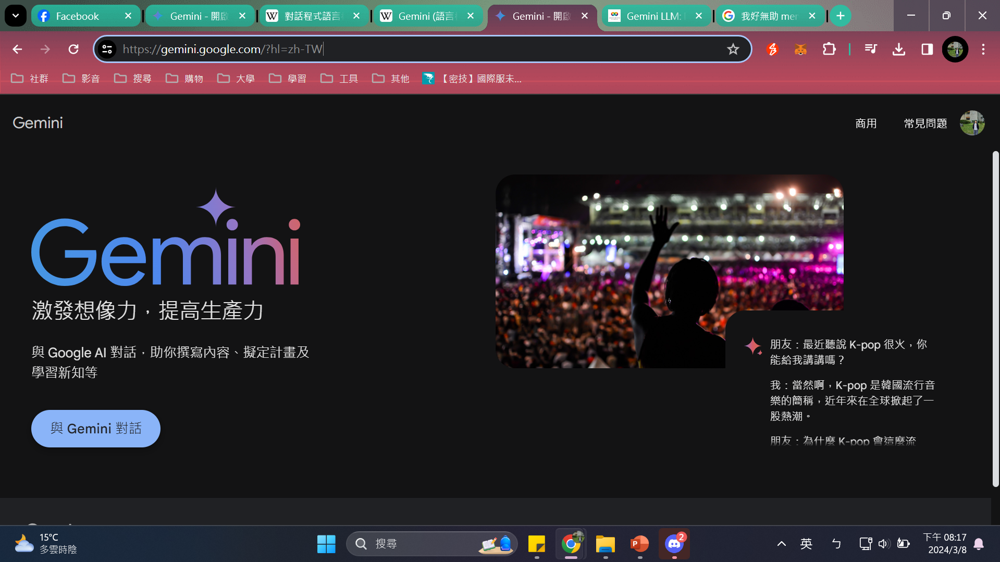 Facebook
Gemini - 開啟
對話程式語言
Gemini (語言
Gemini - 開啟
Gemini LLM:
我好無助 mer
https://gemini.google.com/?hl=zh-TW
社群
影音
搜尋
購物
大學
學習
工具
其他
【密技】國際服未...
Gemini
商用
常見問題
Gemini
激發想像力，提高生產力
與 Google AI 對話，助你撰寫內容、擬定計畫及
學習新知等
與 Gemini 對話
朋友：最近聽說 K-pop 很火，你
能給我講講嗎？
我：當然啊，K-pop 是韓國流行音
樂的簡稱，近年來在全球掀起了一
股熱潮。
朋友：為什麼 K-pop 會這麼流
15°C
多雲時陰
搜尋
2
英
ㄅ
下午 08:17
2024/3/8